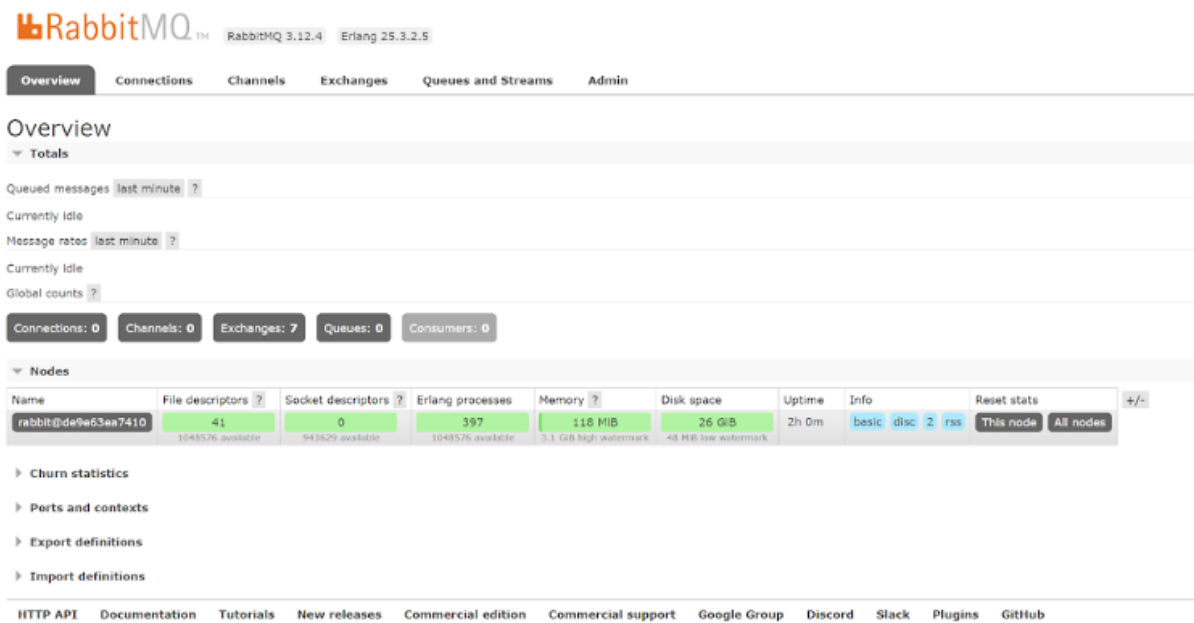 RabbitMQ TM RabbitMQ 3.12.4 Erlang 25.3.2.5
Overview Connections Channels Exchanges Queues and Streams Admin
Overview
Totals
Queued messages last minute ?
Currently idle
Message rates last minute ?
Currently idle
Global counts ?
Connections: 0 Channels: 0 Exchanges: 7 Queues: 0 Consumers: 0
Nodes
Name File descriptors ? Socket descriptors ? Erlang processes Memory ? Disk space Uptime Info Reset stats +/-
rabbit@de9e63ea7410 41 0 397 118 MiB 26 GiB 2h 0m basic disc 2 rss This node All nodes
1048576 available 943629 available 1048576 available 3.1 GiB high watermark 48 MiB low watermark
Churn statistics
Ports and contexts
Export definitions
Import definitions
HTTP API Documentation Tutorials New releases Commercial edition Commercial support Google Group Discord Slack Plugins GitHub